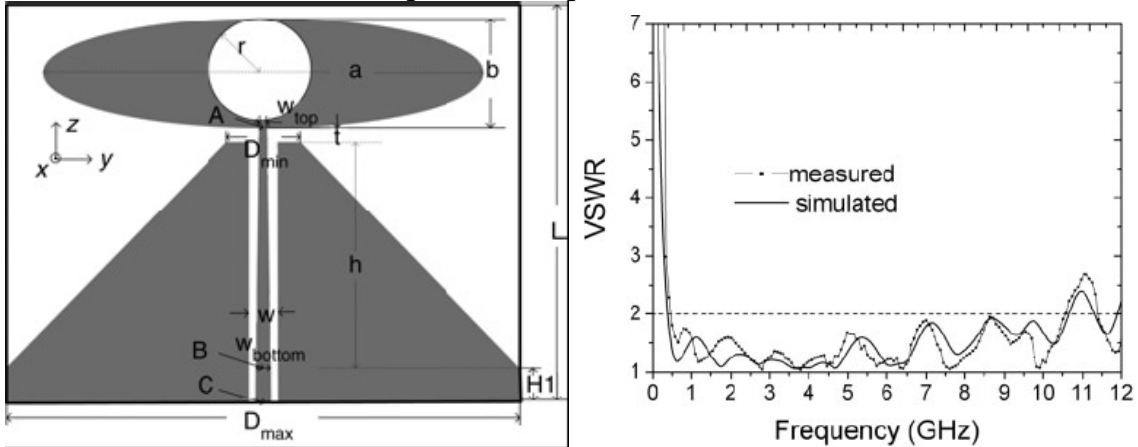 r
a
b
A
w top
t
D min
z
x
y
L
h
w
w bottom
B
C
H1
D max
7
6
5
4
3
2
1
VSWR
measured
simulated
0 1 2 3 4 5 6 7 8 9 10 11 12
Frequency (GHz)